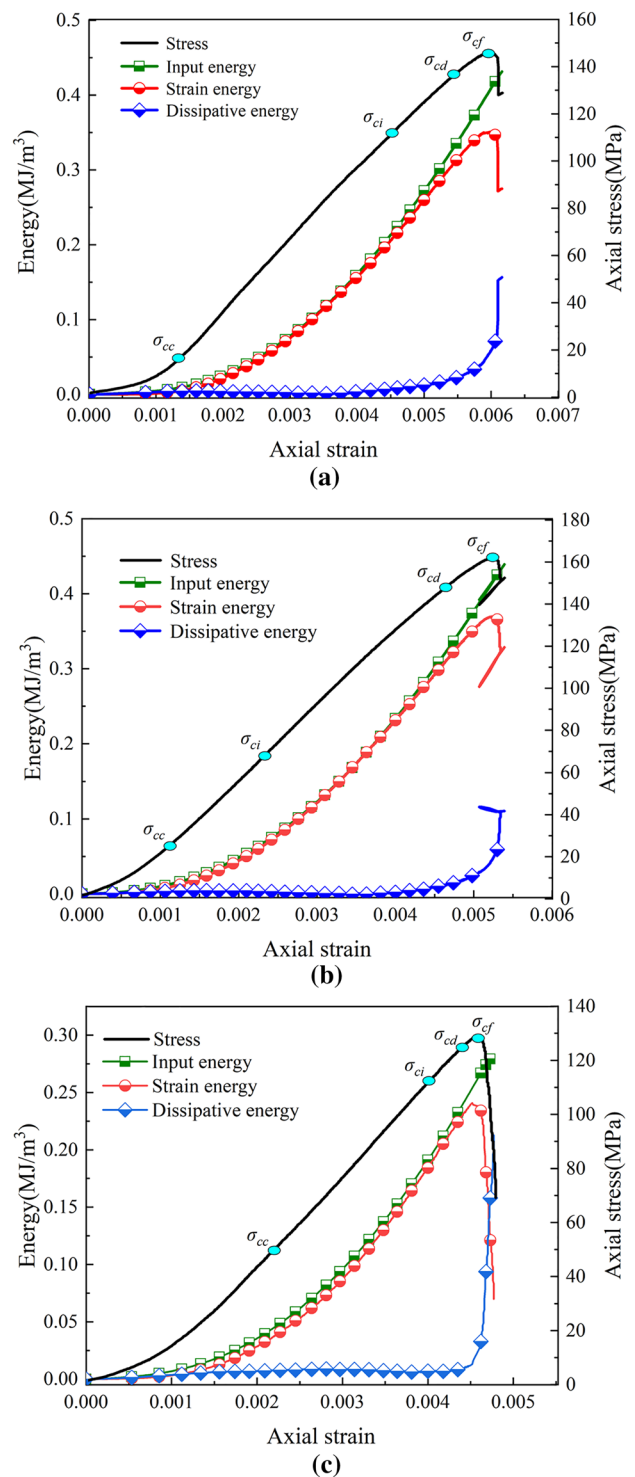 0.5
160
σcf
Stress
Input energy
Strain energy
Dissipative energy
σcd
σci
σcc
0.4
0.3
0.2
0.1
0.0
140
120
100
80
60
40
20
0
Energy(MJ/m³)
Axial stress(MPa)
0.000 0.001 0.002 0.003 0.004 0.005 0.006 0.007
Axial strain
(a)
0.5
180
σcf
Stress
Input energy
Strain energy
Dissipative energy
σcd
σci
σcc
0.4
0.3
0.2
0.1
0.0
160
140
120
100
80
60
40
20
0
Energy(MJ/m³)
Axial stress(MPa)
0.000 0.001 0.002 0.003 0.004 0.005 0.006
Axial strain
(b)
140
σcf
Stress
Input energy
Strain energy
Dissipative energy
σcd
σci
σcc
0.30
0.25
0.20
0.15
0.10
0.05
0.00
120
100
80
60
40
20
0
Energy(MJ/m³)
Axial stress(MPa)
0.000 0.001 0.002 0.003 0.004 0.005
Axial strain
(c)